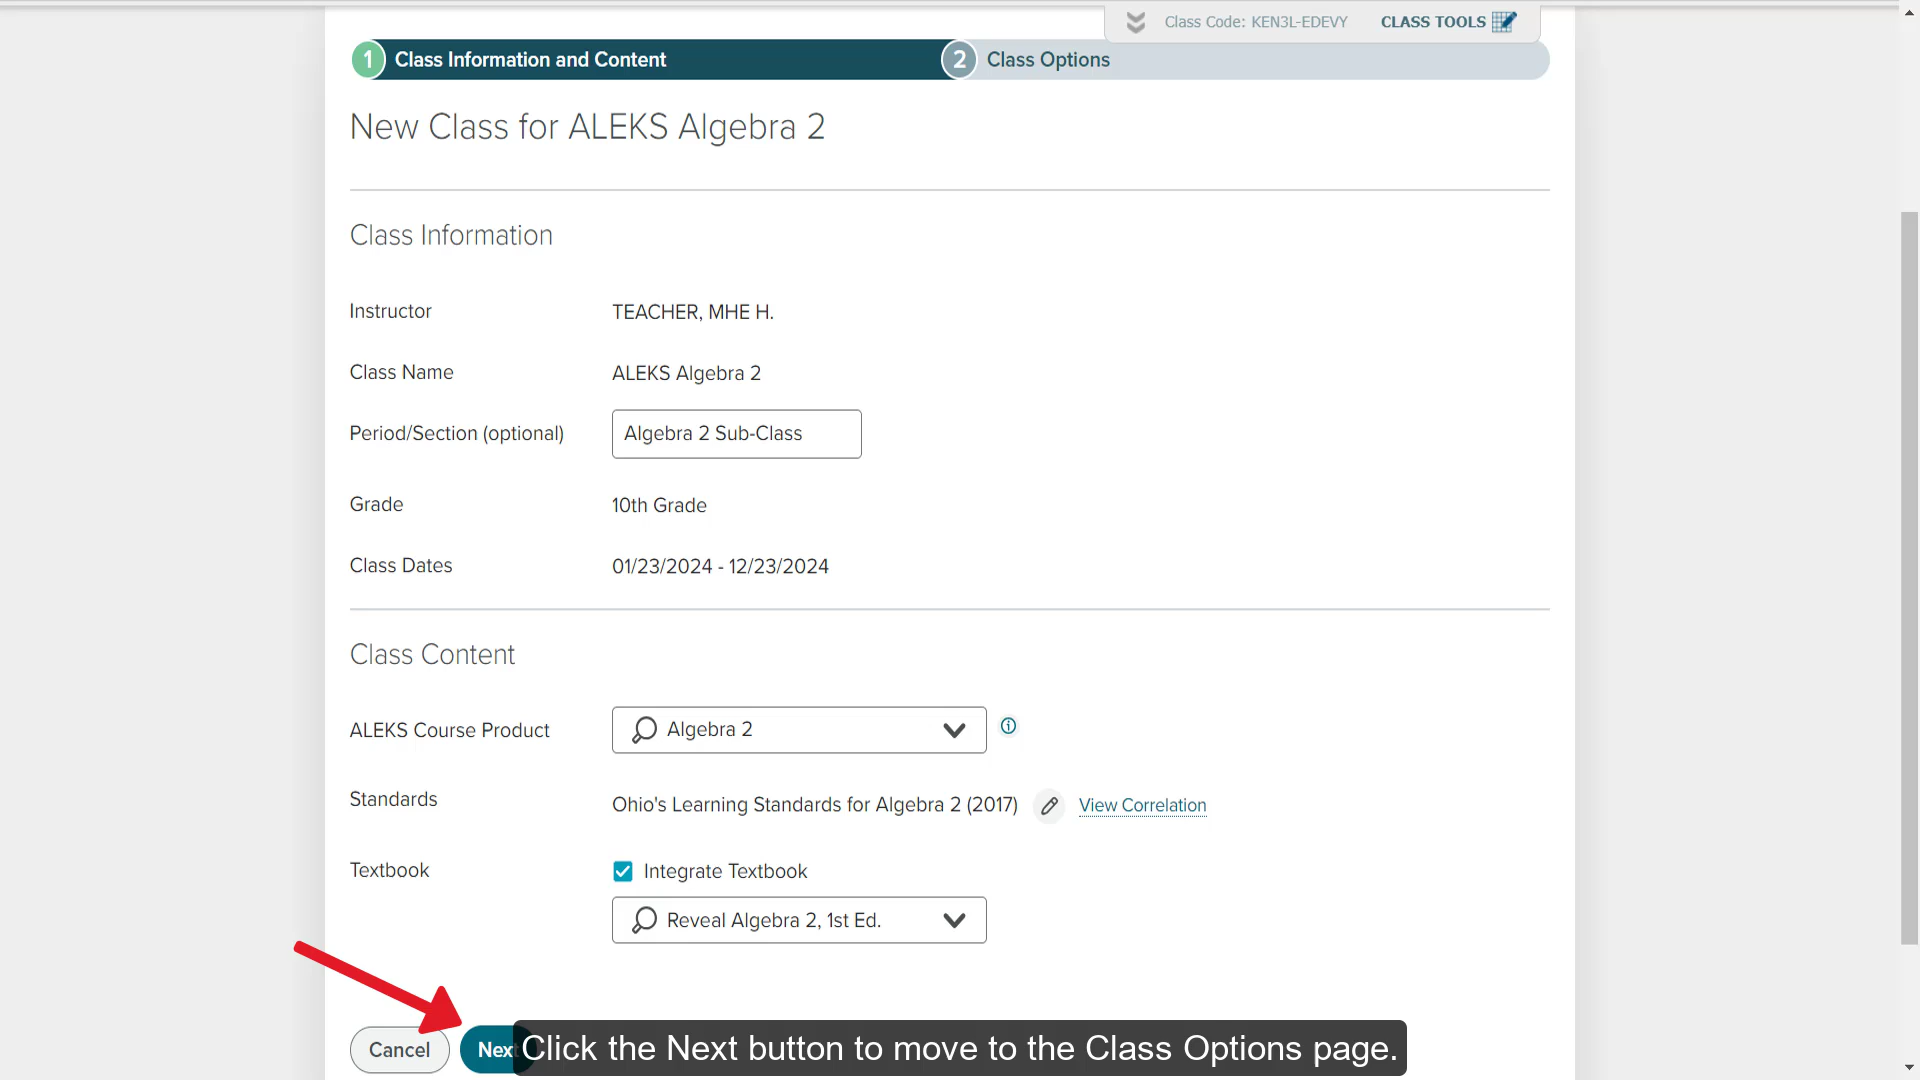 Class Code: KEN3L-EDEVY CLASS TOOLS
1 Class Information and Content 2 Class Options
New Class for ALEKS Algebra 2
Class Information
Instructor TEACHER, MHE H.
Class Name ALEKS Algebra 2
Period/Section (optional) Algebra 2 Sub-Class
Grade 10th Grade
Class Dates 01/23/2024 - 12/23/2024
Class Content
ALEKS Course Product Algebra 2
Standards Ohio's Learning Standards for Algebra 2 (2017) View Correlation
Textbook Integrate Textbook
Reveal Algebra 2, 1st Ed.
Cancel Next
Click the Next button to move to the Class Options page.